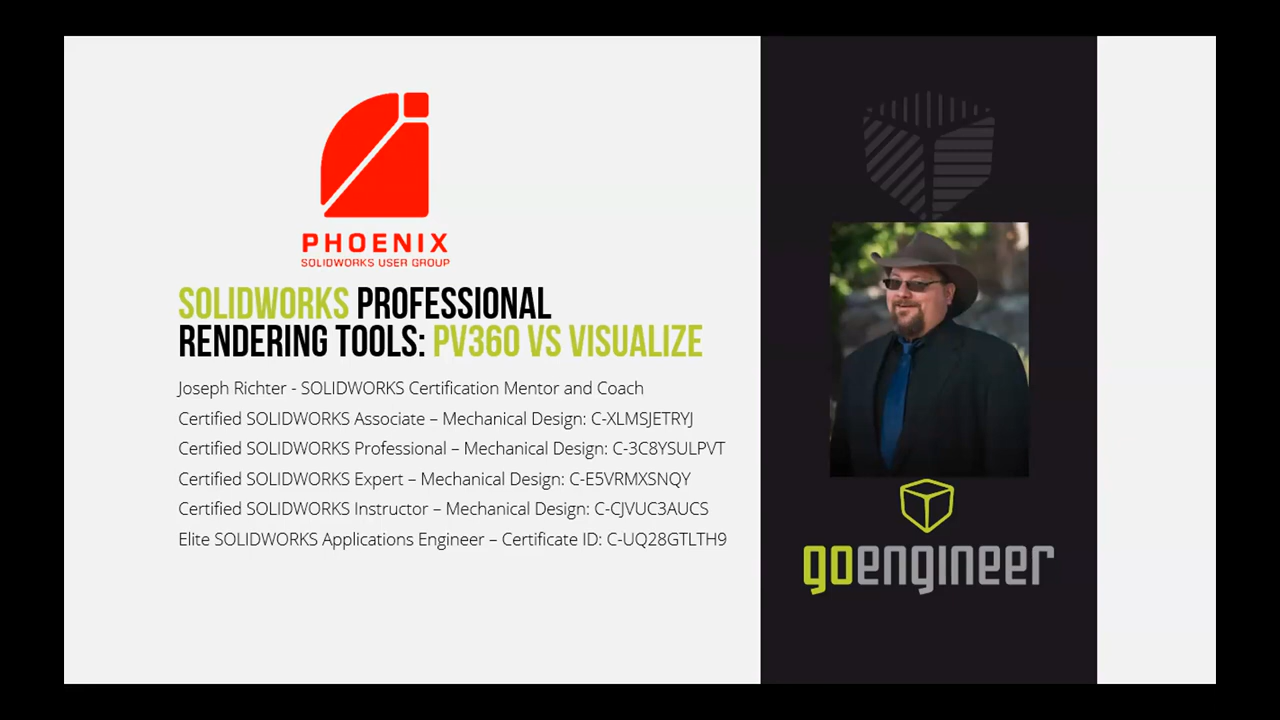 PHOENIX
SOLIDWORKS USER GROUP
SOLIDWORKS PROFESSIONAL
RENDERING TOOLS: PV360 VS VISUALIZE
Joseph Richter - SOLIDWORKS Certification Mentor and Coach
Certified SOLIDWORKS Associate – Mechanical Design: C-XLMSJETRYJ
Certified SOLIDWORKS Professional – Mechanical Design: C-3C8YSULPVT
Certified SOLIDWORKS Expert – Mechanical Design: C-E5VRMXSNQY
Certified SOLIDWORKS Instructor – Mechanical Design: C-CJVUC3AUCS
Elite SOLIDWORKS Applications Engineer – Certificate ID: C-UQ28GTLTH9
goengineer